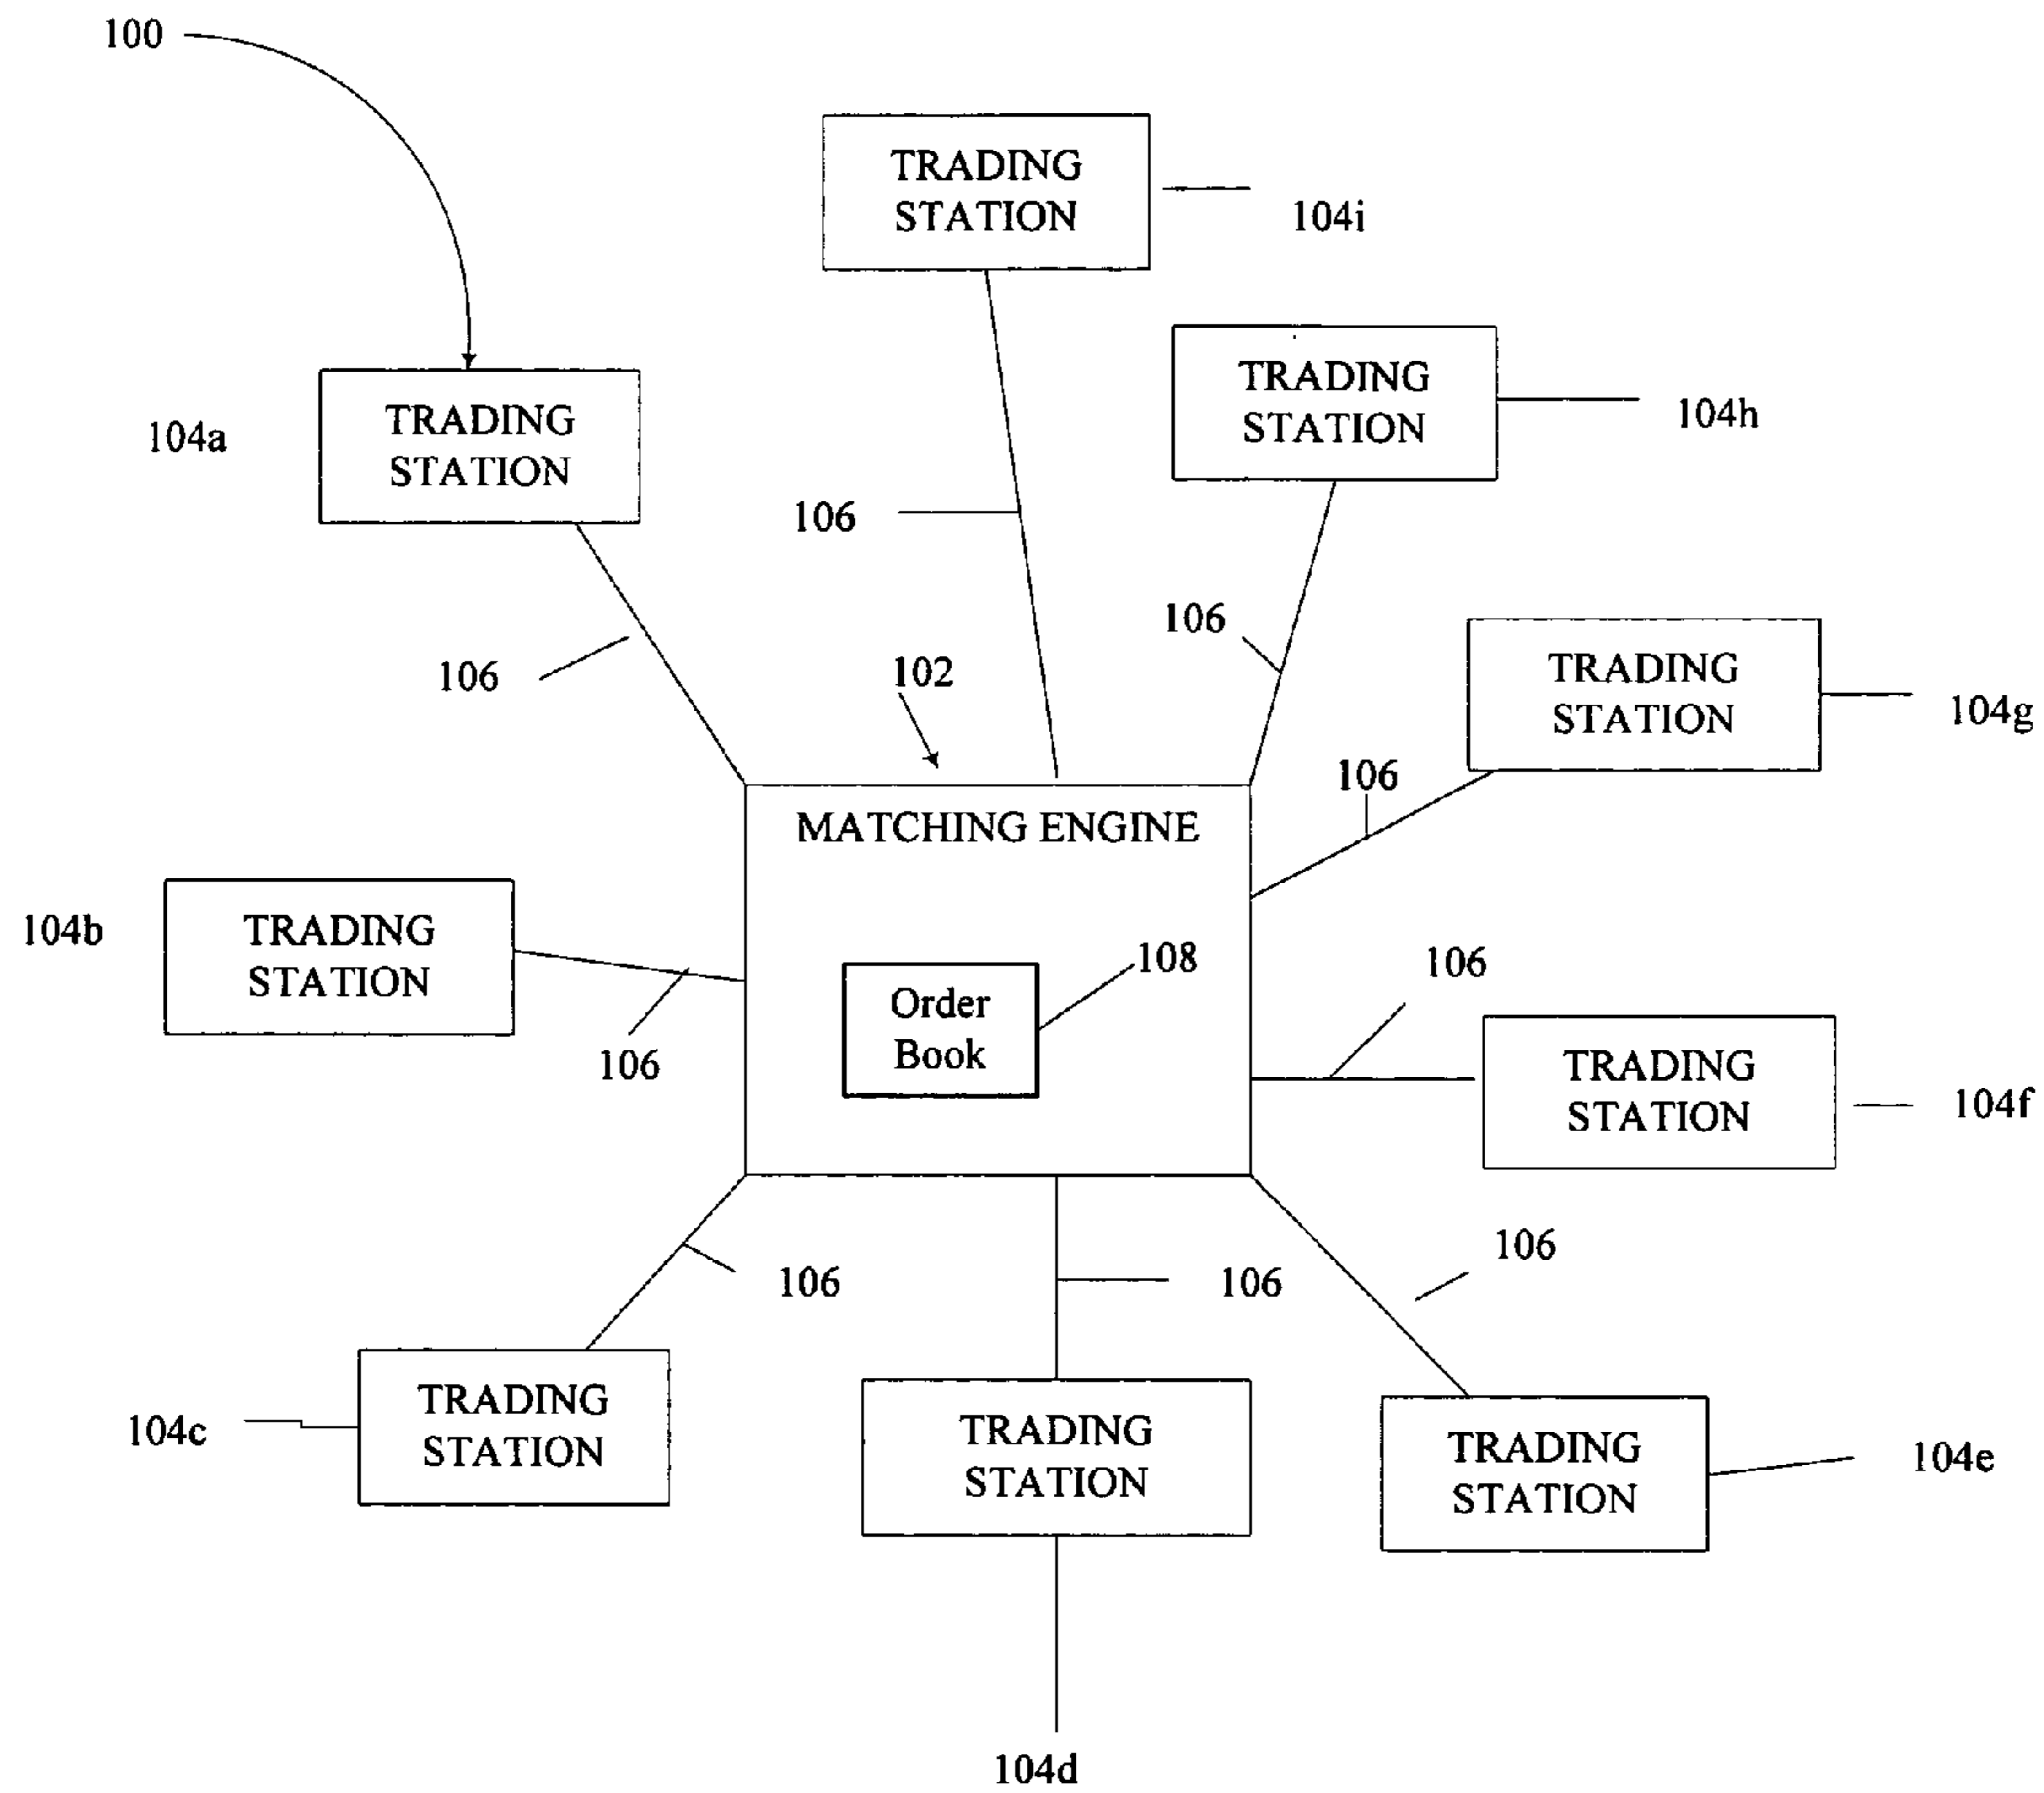 100
TRADING
STATION
104i
TRADING
STATION
104h
104a
TRADING
STATION
106
106
106
102
TRADING
STATION
104g
106
MATCHING ENGINE
104b
TRADING
STATION
106
108
Order
Book
106
TRADING
STATION
104f
106
106
106
104c
TRADING
STATION
TRADING
STATION
TRADING
STATION
104e
104d